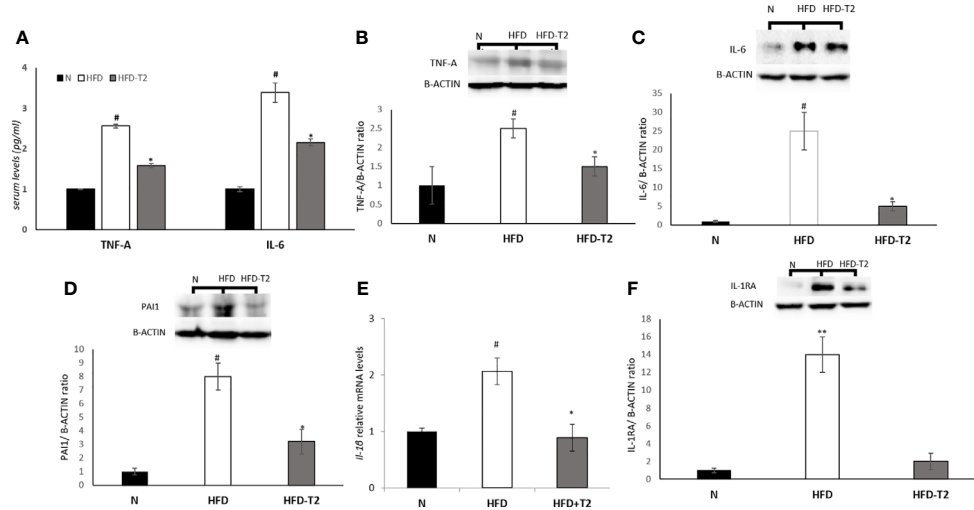 A
N HFD HFD-T2
serum levels (pg/ml)
4
3
2
1
0
#
*
#
*
TNF-A IL-6
B
N HFD HFD-T2
TNF-A
B-ACTIN
TNF-A/B-ACTIN ratio
3
2.5
2
1.5
1
0.5
0
#
*
N HFD HFD-T2
C
N HFD HFD-T2
IL-6
B-ACTIN
IL-6/ B-ACTIN ratio
35
30
25
20
15
10
5
0
#
*
N HFD HFD-T2
D
N HFD HFD-T2
PAI1
B-ACTIN
PAI1/ B-ACTIN ratio
10
9
8
7
6
5
4
3
2
1
0
#
*
N HFD HFD-T2
E
Il-1β relative mRNA levels
3
2
1
0
#
*
N HFD HFD+T2
F
N HFD HFD-T2
IL-1RA
B-ACTIN
IL-1RA/ B-ACTIN ratio
18
16
14
12
10
8
6
4
2
0
**
N HFD HFD-T2